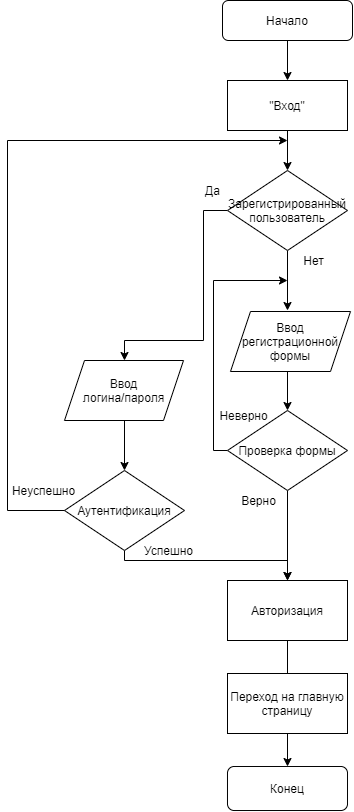 Начало
"Вход"
Зарегистрированный
пользователь
Да
Нет
Ввод
регистрационной
формы
Ввод
логина/пароля
Неверно
Проверка формы
Неуспешно
Верно
Аутентификация
Успешно
Авторизация
Переход на главную
страницу
Конец